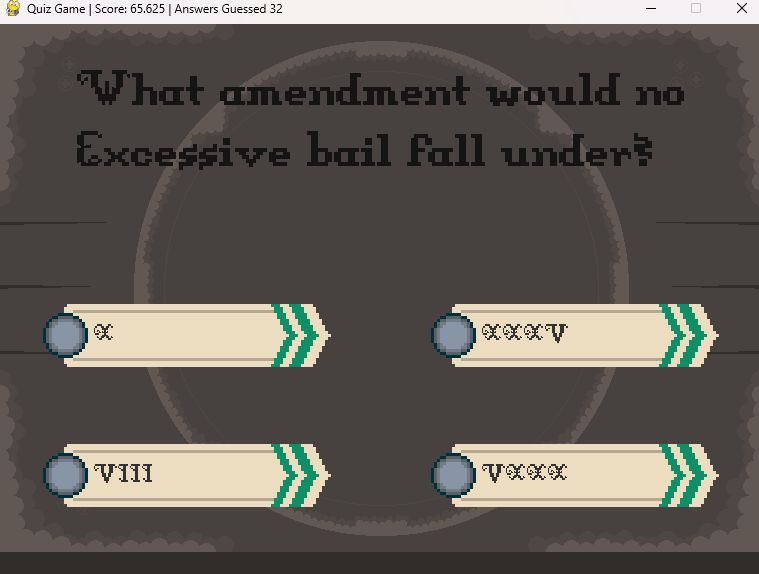 Quiz Game | Score: 65.625 | Answers Guessed 32
What amendment would no
Excessive bail fall under?
X
XXXV
VIII
VXXX